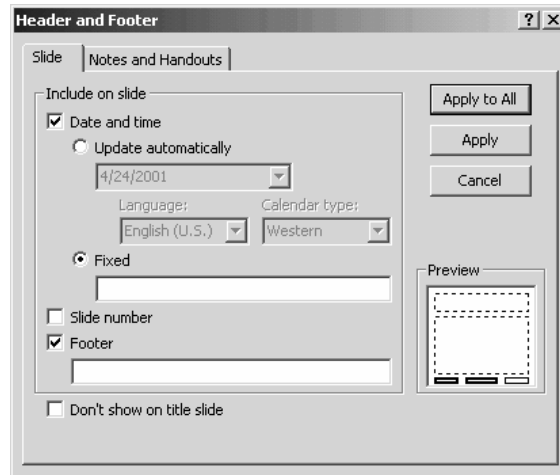 Header and Footer
Slide
Notes and Handouts
Include on slide
Date and time
Update automatically
4/24/2001
Language:
Calendar type:
English (U.S.)
Western
Fixed
Slide number
Footer
Don't show on title slide
Apply to All
Apply
Cancel
Preview